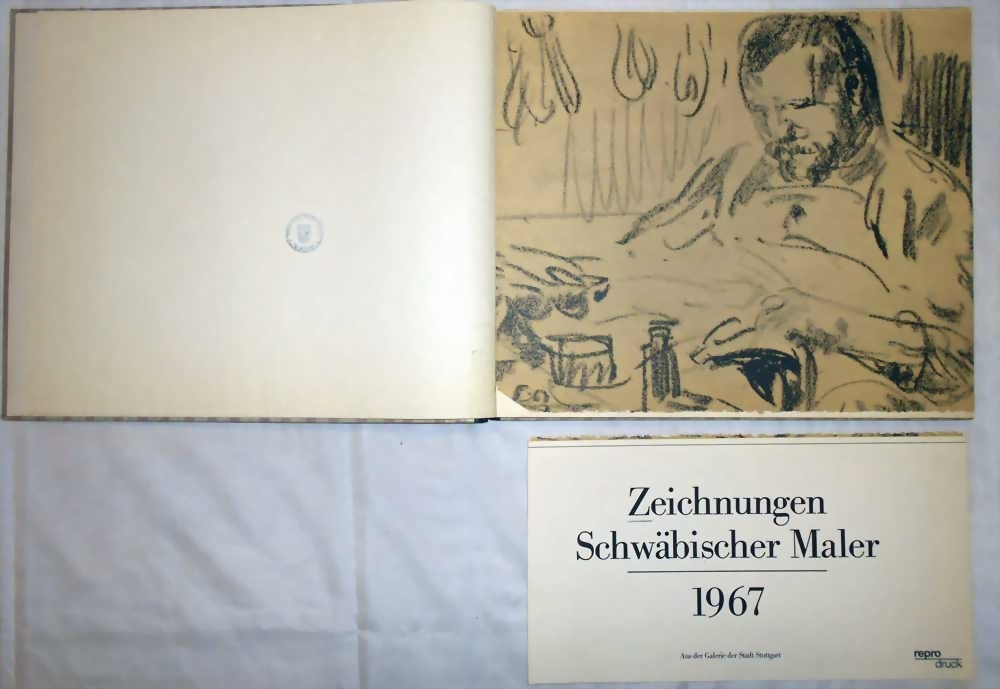 Zeichnungen
Schwäbischer Maler
1967
Aus der Galerie der Stadt Stuttgart
repro
druck